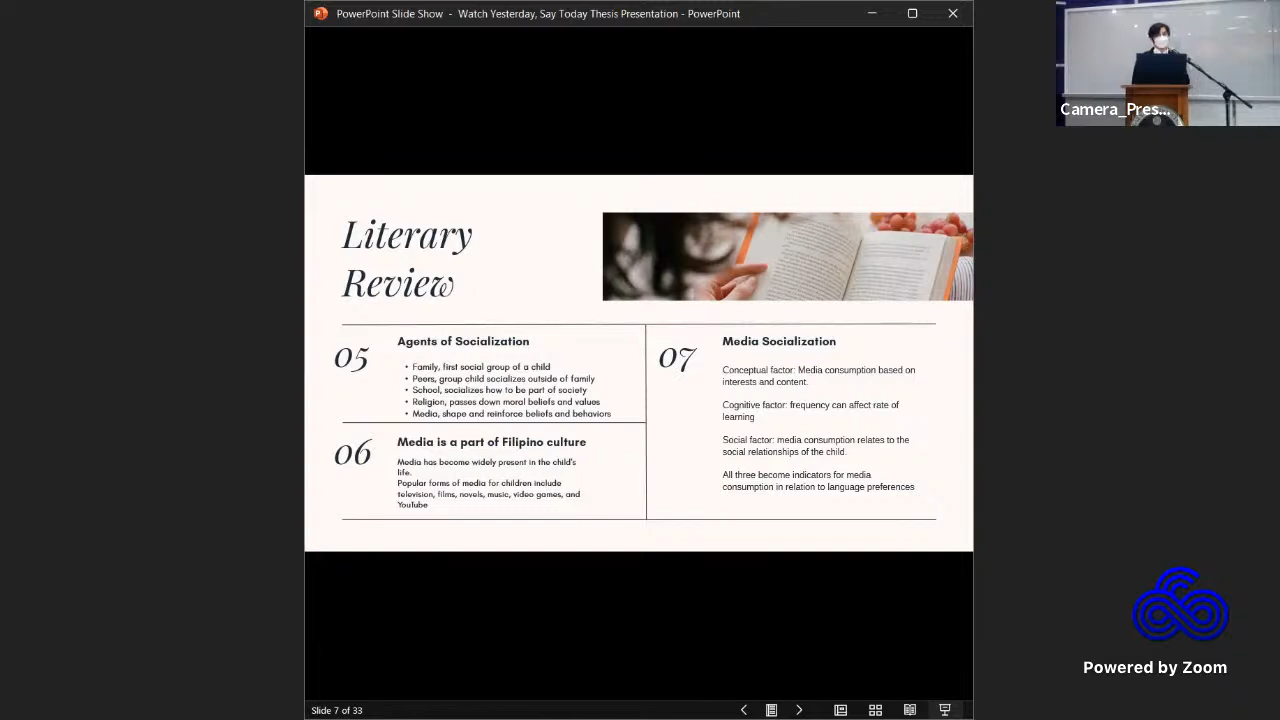 PowerPoint Slide Show - Watch Yesterday, Say Today Thesis Presentation - PowerPoint
Camera_Pres...
Literary
Review
05
Agents of Socialization
• Family, first social group of a child
• Peers, group child socializes outside of family
• School, socializes how to be part of society
• Religion, passes down moral beliefs and values
• Media, shape and reinforce beliefs and behaviors
06
Media is a part of Filipino culture
Media has become widely present in the child's
life.
Popular forms of media for children include
television, films, novels, music, video games, and
YouTube
07
Media Socialization
Conceptual factor: Media consumption based on
interests and content.
Cognitive factor: frequency can affect rate of
learning
Social factor: media consumption relates to the
social relationships of the child.
All three become indicators for media
consumption in relation to language preferences
Powered by Zoom
Slide 7 of 33